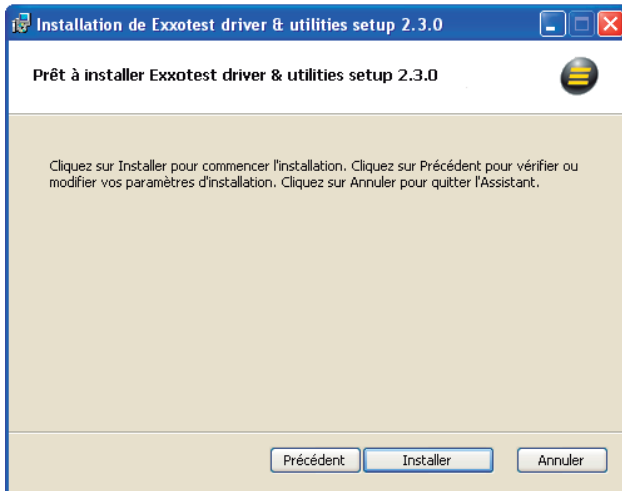 Installation de Exxotest driver & utilities setup 2.3.0
Prêt à installer Exxotest driver & utilities setup 2.3.0
Cliquez sur Installer pour commencer l'installation. Cliquez sur Précédent pour vérifier ou
modifier vos paramètres d'installation. Cliquez sur Annuler pour quitter l'Assistant.
Précédent Installer Annuler